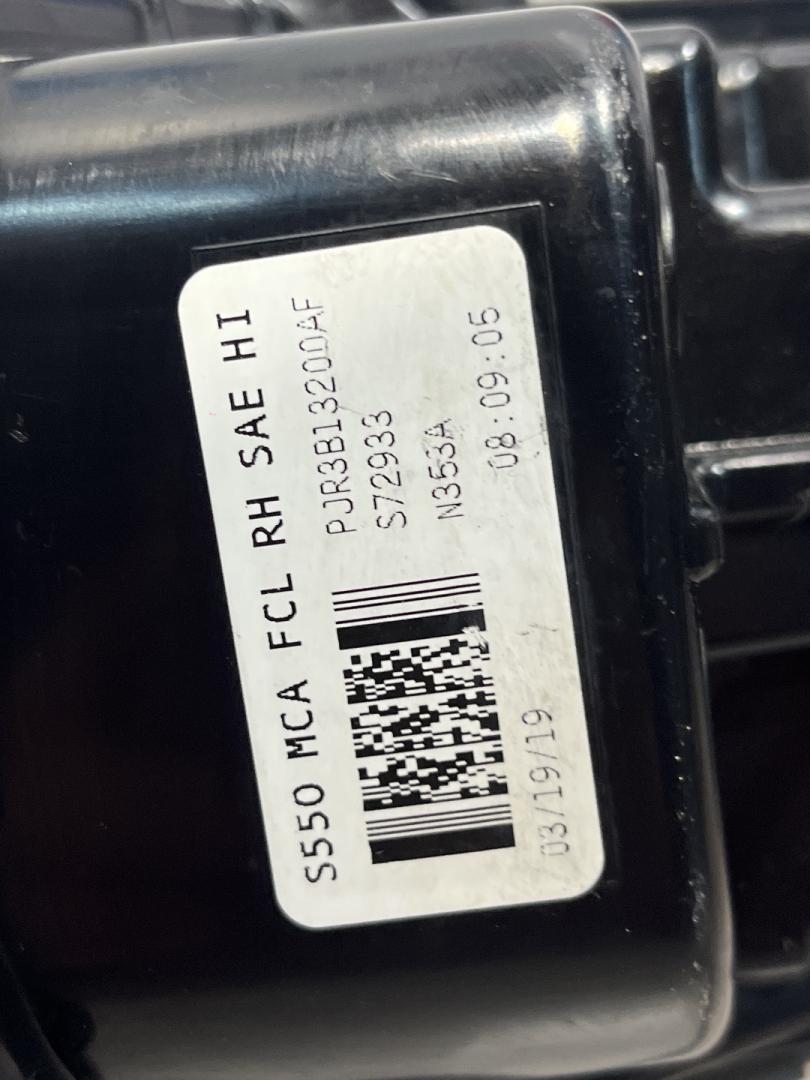 S550 MCA FCL RH SAE HI
PJR3B13200AF
S72933
N353A
03/19/19 08:09:05